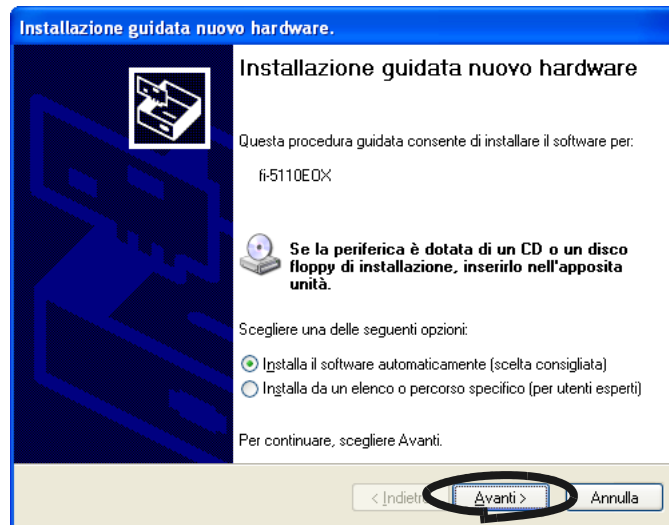 Installazione guidata nuovo hardware.
Installazione guidata nuovo hardware
Questa procedura guidata consente di installare il software per:
fi-5110EOX
Se la periferica è dotata di un CD o un disco
floppy di installazione, inserirlo nell'apposita
unità.
Scegliere una delle seguenti opzioni:
Installa il software automaticamente (scelta consigliata)
Installa da un elenco o percorso specifico (per utenti esperti)
Per continuare, scegliere Avanti.
< Indietro Avanti > Annulla